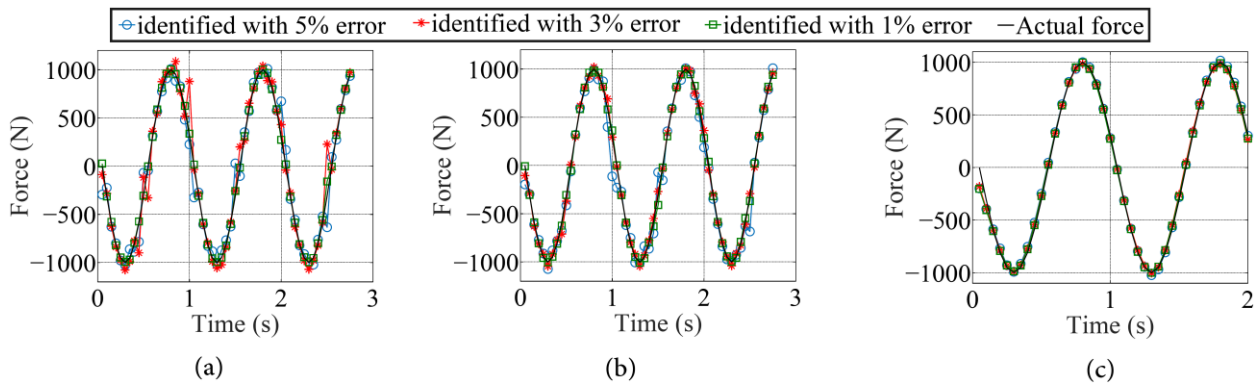 identified with 5% error identified with 3% error identified with 1% error Actual force
1000
500
0
−500
−1000
Force (N)
0 1 2 3
Time (s)
(a)
1000
500
0
−500
−1000
Force (N)
0 1 2 3
Time (s)
(b)
1000
500
0
−500
−1000
Force (N)
0 1 2
Time (s)
(c)